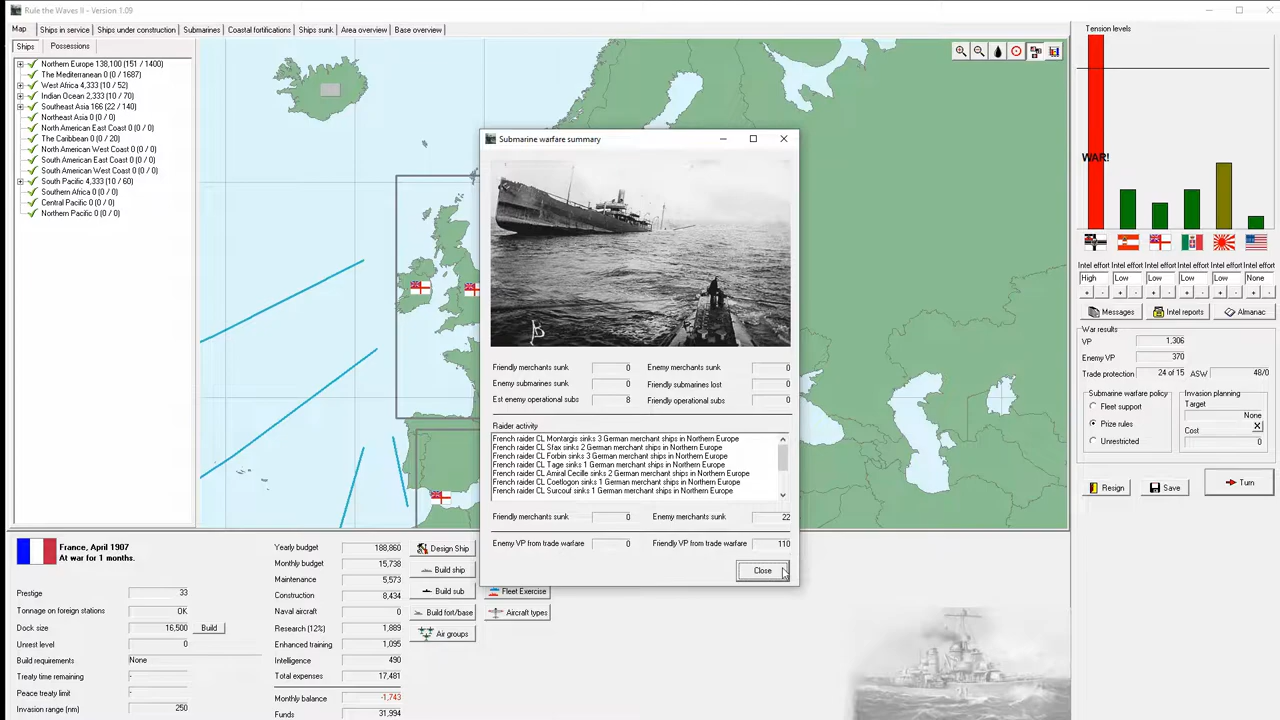 Rule the Waves II - Version 1.09
Map Ships in service Ships under construction Submarines Coastal fortifications Ships sunk Area overview Base overview
Ships Possessions
Northern Europe 138,100 (151 / 1400)
The Mediterranean 0 (0 / 1687)
West Africa 4,333 (10 / 52)
Indian Ocean 2,333 (10 / 70)
Southeast Asia 166 (22 / 140)
Northeast Asia 0 (0 / 0)
North American East Coast 0 (0 / 0)
The Caribbean 0 (0 / 20)
North American West Coast 0 (0 / 0)
South American East Coast 0 (0 / 0)
South American West Coast 0 (0 / 0)
South Pacific 4,333 (10 / 60)
Southern Africa 0 (0 / 0)
Central Pacific 0 (0 / 0)
Northern Pacific 0 (0 / 0)
Submarine warfare summary
Friendly merchants sunk 0 Enemy merchants sunk 0
Enemy submarines sunk 0 Friendly submarines lost 0
Est enemy operational subs 8 Friendly operational subs 0
Raider activity
French raider CL Montargis sinks 3 German merchant ships in Northern Europe
French raider CL Sfax sinks 2 German merchant ships in Northern Europe
French raider CL Forbin sinks 3 German merchant ships in Northern Europe
French raider CL Tage sinks 1 German merchant ships in Northern Europe
French raider CL Amiral Cecille sinks 2 German merchant ships in Northern Europe
French raider CL Coetlogon sinks 1 German merchant ships in Northern Europe
French raider CL Surcouf sinks 1 German merchant ships in Northern Europe
Friendly merchants sunk 0 Enemy merchants sunk 22
Enemy VP from trade warfare 0 Friendly VP from trade warfare 110
Close
Tension levels
WAR!
Intel effort Intel effort Intel effort Intel effort Intel effort Intel effort
High Low Low Low Low None
+ - + - + - + - + - + -
Messages Intel reports Almanac
War results
VP 1,306
Enemy VP 370
Trade protection 24 of 15 ASW 48/0
Submarine warfare policy
Fleet support
Prize rules
Unrestricted
Invasion planning
Target
None
Cost X
0
Resign Save Turn
France, April 1907
At war for 1 months.
Prestige 33
Tonnage on foreign stations OK
Dock size 16,500 Build
Unrest level 0
Build requirements None
Treaty time remaining -
Peace treaty limit -
Invasion range (nm) 250
Yearly budget 188,860
Monthly budget 15,738
Maintenance 5,573
Construction 8,434
Naval aircraft 0
Research (12%) 1,889
Enhanced training 1,095
Intelligence 490
Total expenses 17,481
Monthly balance -1,743
Funds 31,994
Design Ship
Build ship
Build sub
Build fort/base
Air groups
Fleet Exercise
Aircraft types